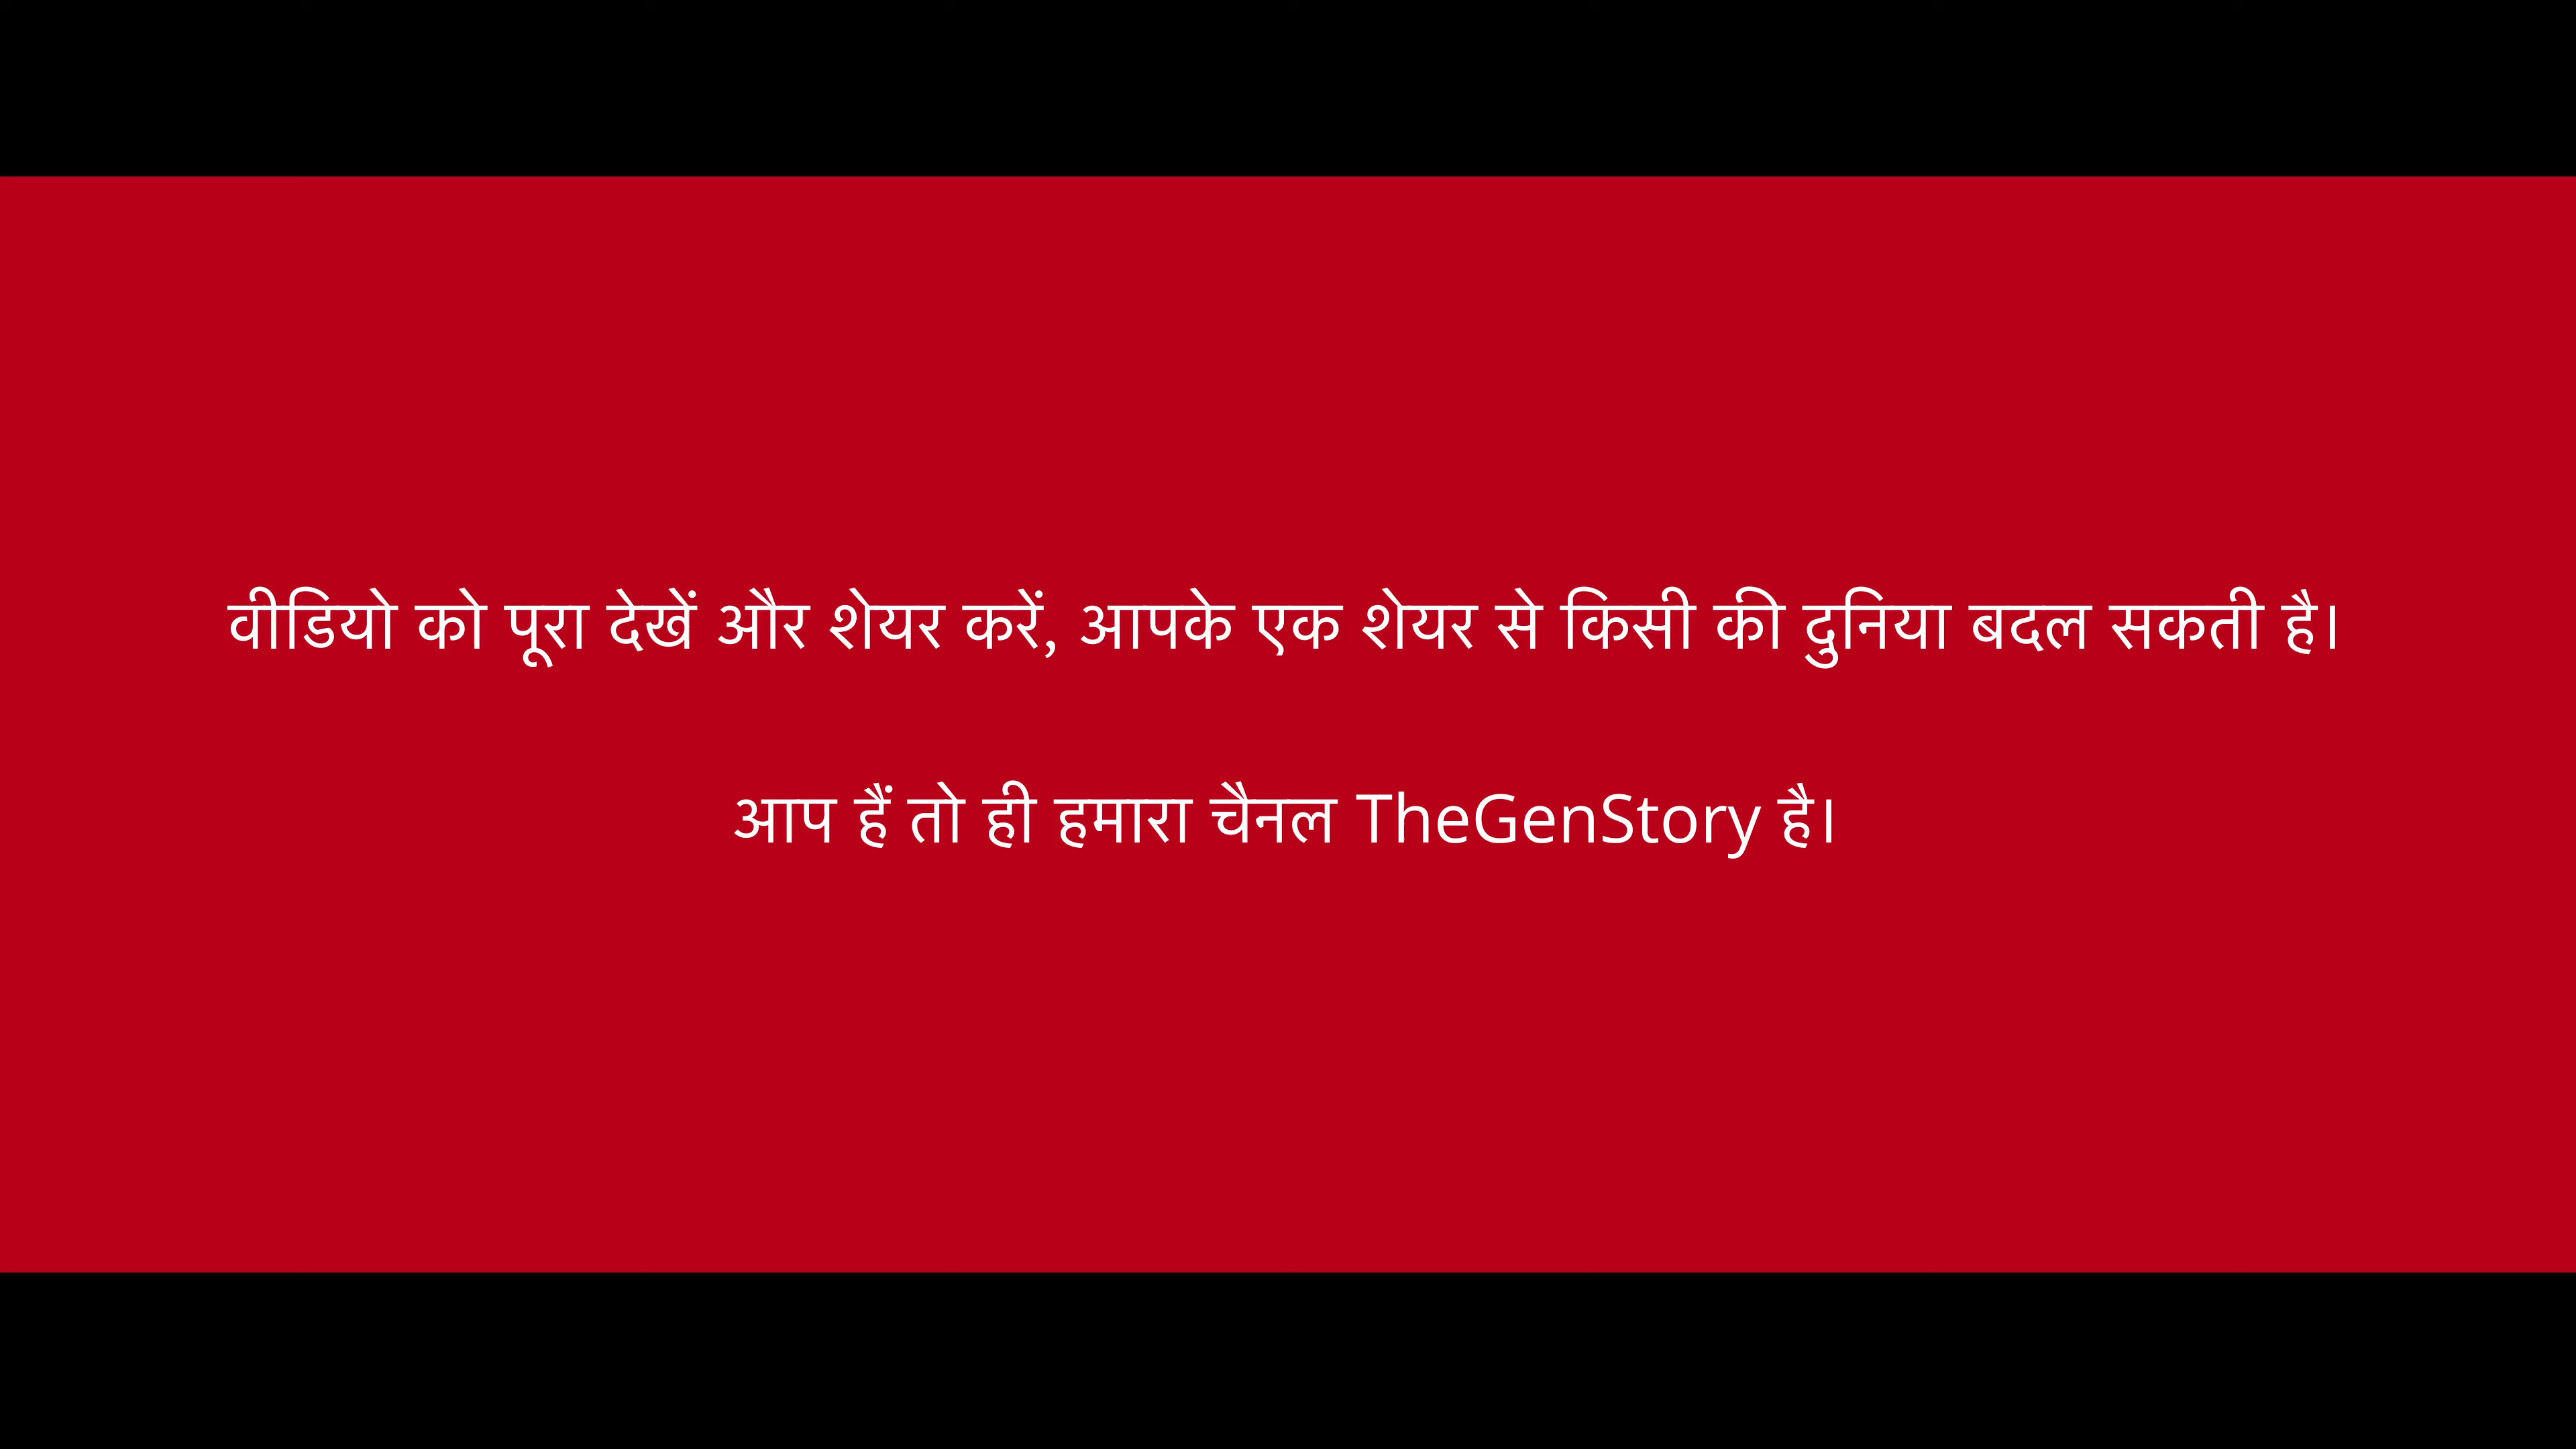 वीडियो को पूरा देखें और शेयर करें, आपके एक शेयर से किसी की दुनिया बदल सकती है।
आप हैं तो ही हमारा चैनल TheGenStory है।